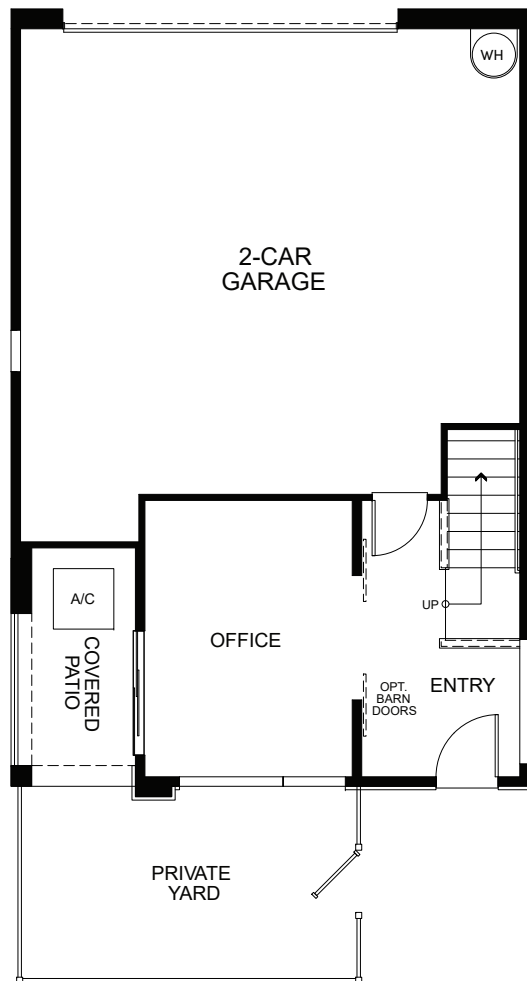 WH
2-CAR
GARAGE
A/C
COVERED
PATIO
OFFICE
UP
OPT.
BARN
DOORS
ENTRY
PRIVATE
YARD